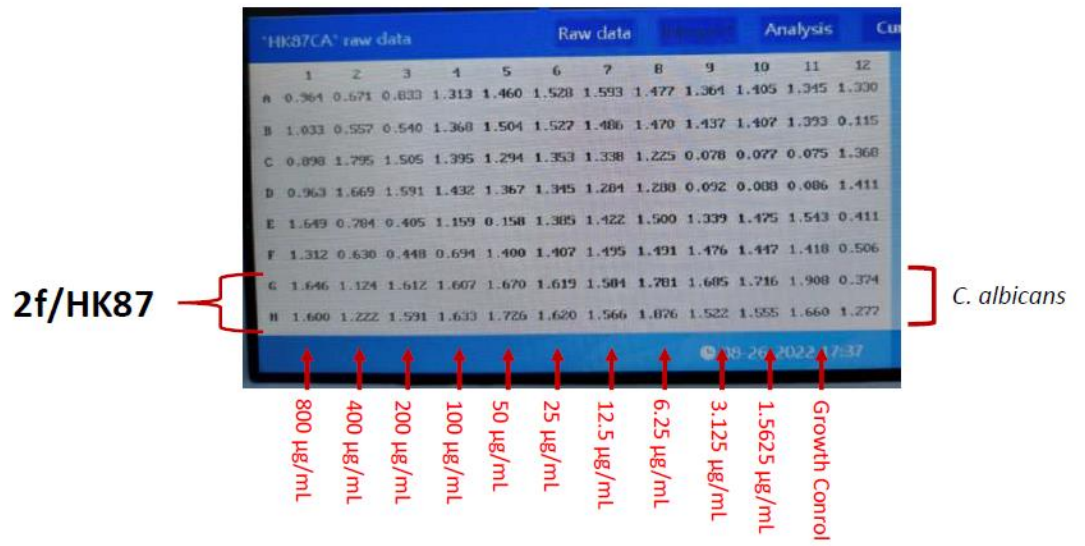 "HK87CA" raw data Raw data Analysis Cu
1 2 3 4 5 6 7 8 9 10 11 12
A 0.964 0.671 0.833 1.313 1.460 1.528 1.593 1.477 1.364 1.405 1.345 1.330
B 1.033 0.557 0.540 1.368 1.504 1.527 1.486 1.470 1.437 1.407 1.393 0.115
C 0.898 1.795 1.505 1.395 1.294 1.353 1.338 1.225 0.078 0.077 0.075 1.368
D 0.963 1.669 1.591 1.432 1.367 1.345 1.284 1.288 0.092 0.088 0.086 1.411
E 1.649 0.784 0.405 1.159 0.158 1.385 1.422 1.500 1.339 1.475 1.543 0.411
F 1.312 0.630 0.448 0.694 1.400 1.407 1.495 1.491 1.476 1.447 1.418 0.506
G 1.646 1.124 1.612 1.607 1.670 1.619 1.584 1.781 1.685 1.716 1.908 0.374
H 1.600 1.222 1.591 1.633 1.726 1.620 1.566 1.876 1.522 1.555 1.660 1.277
2f/HK87
C. albicans
08-26-2022 17:37
800 µg/mL
400 µg/mL
200 µg/mL
100 µg/mL
50 µg/mL
25 µg/mL
12.5 µg/mL
6.25 µg/mL
3.125 µg/mL
1.5625 µg/mL
Growth Conrol